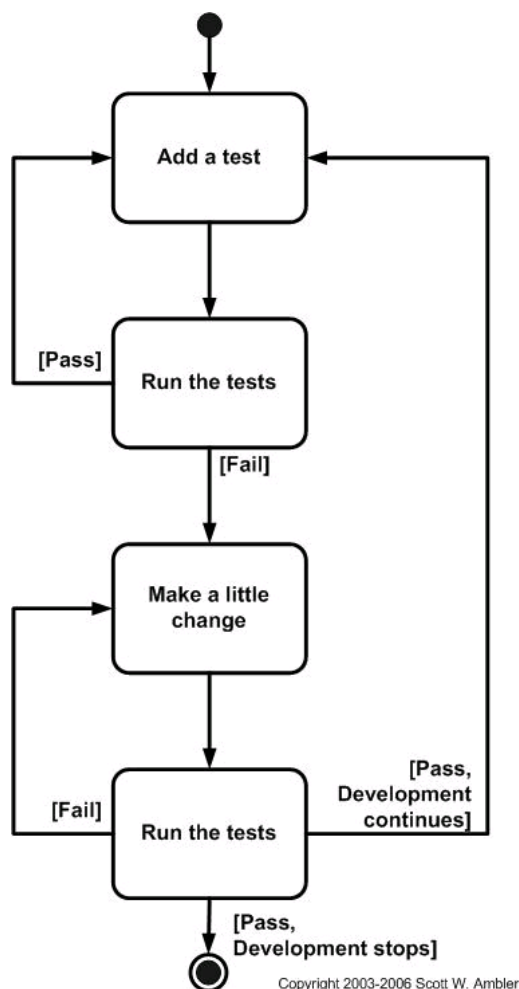 Add a test
[Pass]
Run the tests
[Fail]
Make a little
change
[Fail]
Run the tests
[Pass,
Development
continues]
[Pass,
Development stops]
Copyright 2003-2006 Scott W. Ambler